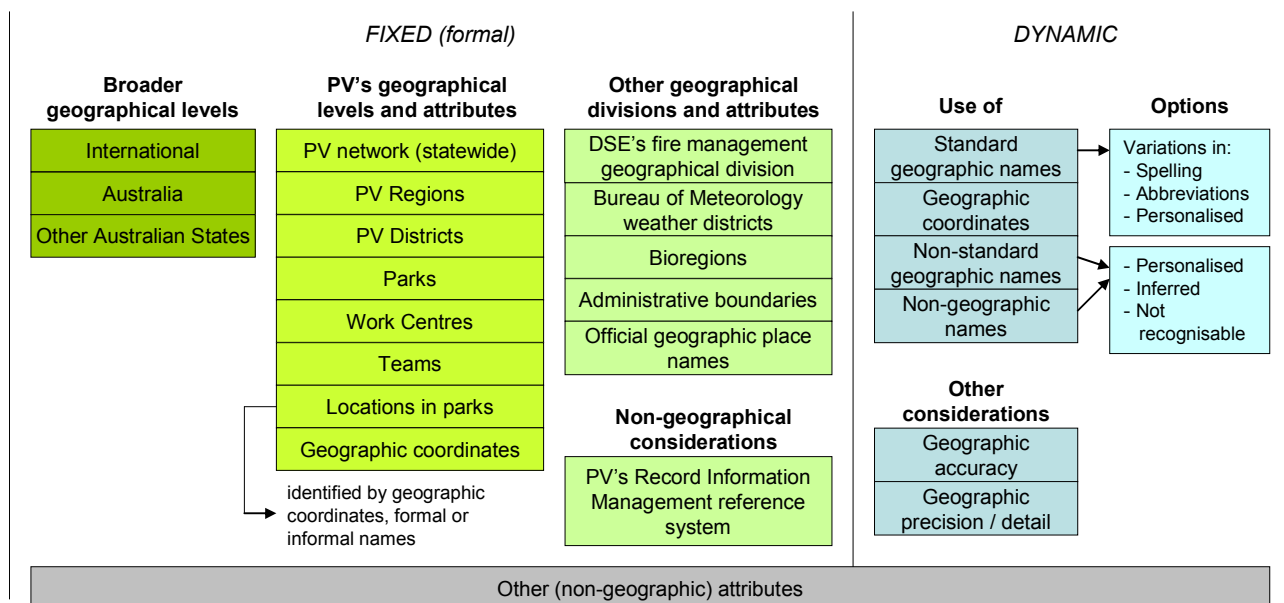 FIXED (formal)
DYNAMIC
Broader
geographical levels
International
Australia
Other Australian States
PV's geographical
levels and attributes
PV network (statewide)
PV Regions
PV Districts
Parks
Work Centres
Teams
Locations in parks
Geographic coordinates
identified by geographic
coordinates, formal or
informal names
Other geographical
divisions and attributes
DSE's fire management
geographical division
Bureau of Meteorology
weather districts
Bioregions
Administrative boundaries
Official geographic place
names
Non-geographical
considerations
PV's Record Information
Management reference
system
Use of
Standard
geographic names
Geographic
coordinates
Non-standard
geographic names
Non-geographic
names
Options
Variations in:
- Spelling
- Abbreviations
- Personalised
- Personalised
- Inferred
- Not
recognisable
Other
considerations
Geographic
accuracy
Geographic
precision / detail
Other (non-geographic) attributes